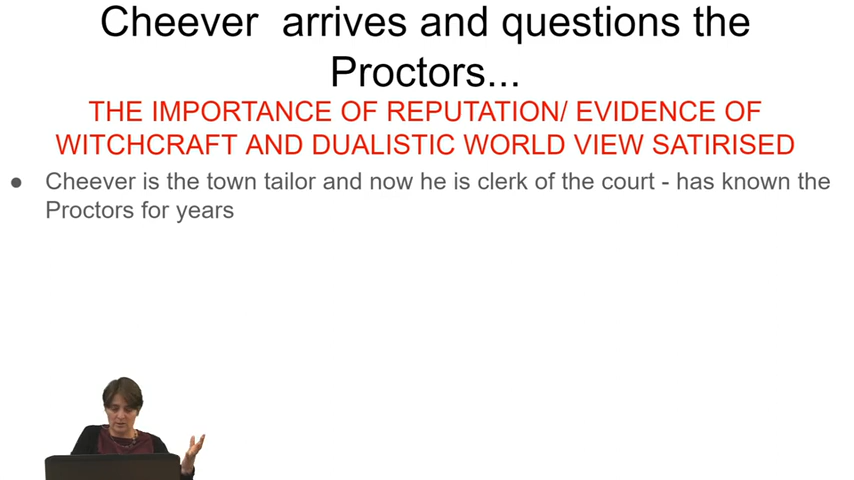 Cheever arrives and questions the
Proctors...
THE IMPORTANCE OF REPUTATION/ EVIDENCE OF
WITCHCRAFT AND DUALISTIC WORLD VIEW SATIRISED
● Cheever is the town tailor and now he is clerk of the court - has known the
Proctors for years